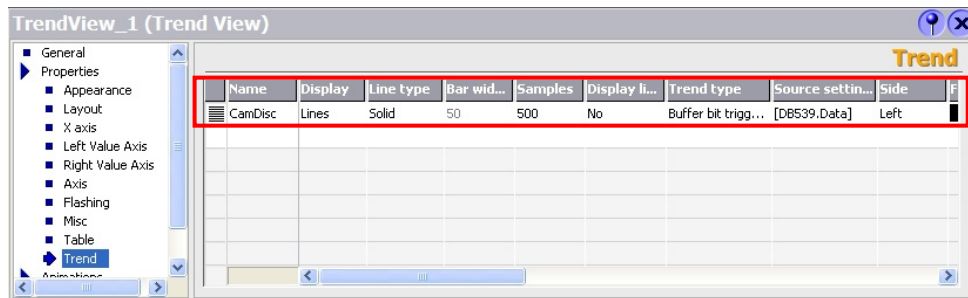 TrendView_1 (Trend View)
General
Properties
Appearance
Layout
X axis
Left Value Axis
Right Value Axis
Axis
Flashing
Misc
Table
Trend
Animations
Trend
Name Display Line type Bar wid... Samples Display li... Trend type Source settin... Side F
CamDisc Lines Solid 50 500 No Buffer bit trigg... [DB539.Data] Left